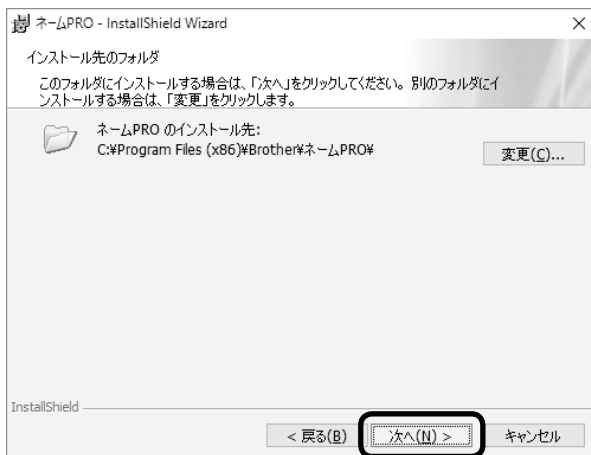 ネームPRO - InstallShield Wizard
インストール先のフォルダ
このフォルダにインストールする場合は、「次へ」をクリックしてください。別のフォルダにイ
ンストールする場合は、「変更」をクリックします。
ネームPRO のインストール先:
C:¥Program Files (x86)¥Brother¥ネームPRO¥
変更(C)...
InstallShield
< 戻る(B)
次へ(N) >
キャンセル